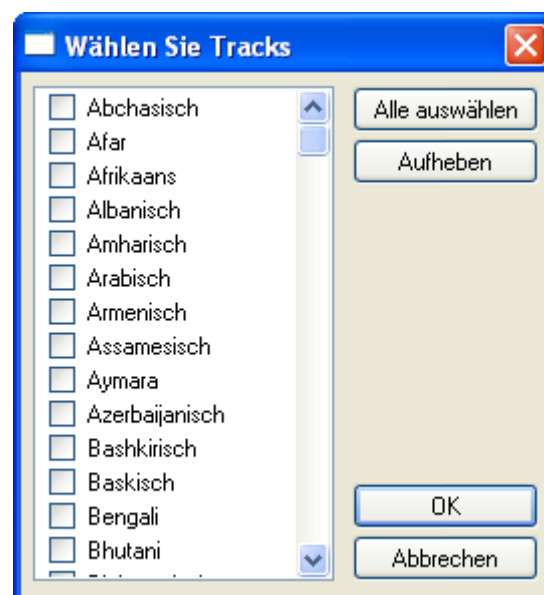 Wählen Sie Tracks
Abchasisch
Afar
Afrikaans
Albanisch
Amharisch
Arabisch
Armenisch
Assamesisch
Aymara
Azerbaijanisch
Bashkirisch
Baskisch
Bengali
Bhutani
Alle auswählen
Aufheben
OK
Abbrechen